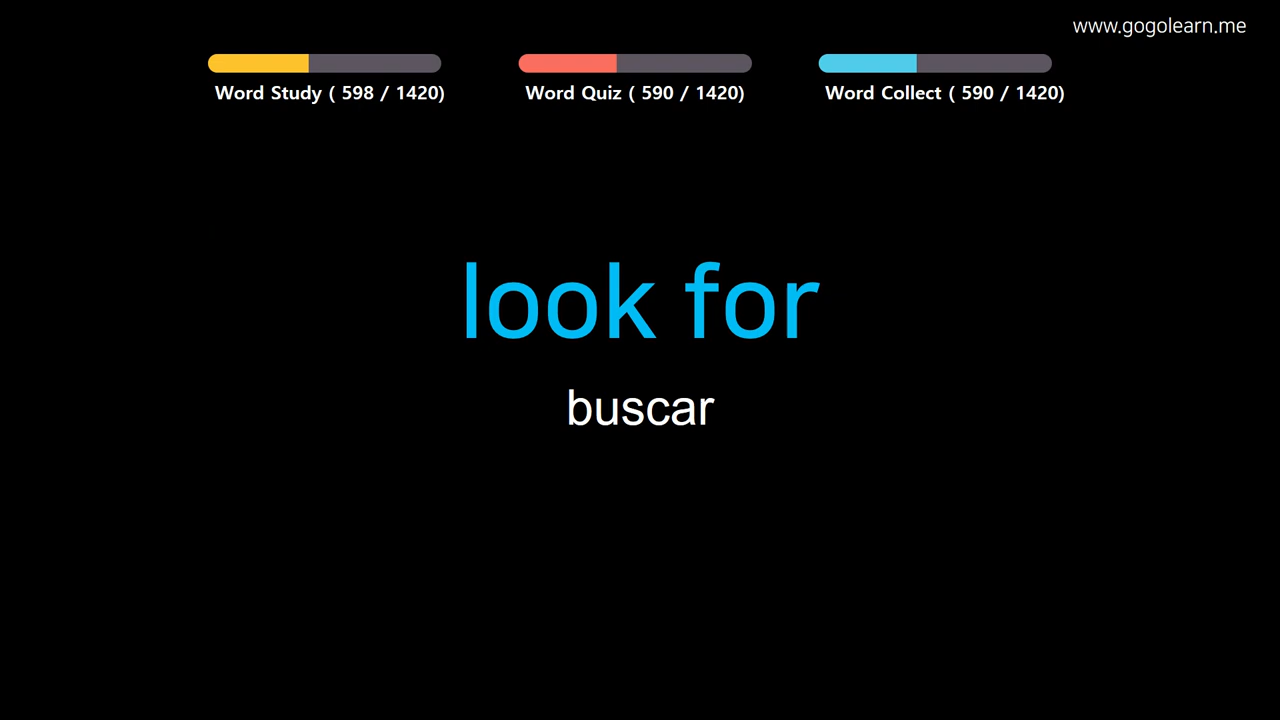 www.gogolearn.me
Word Study ( 598 / 1420)
Word Quiz ( 590 / 1420)
Word Collect ( 590 / 1420)
look for
buscar